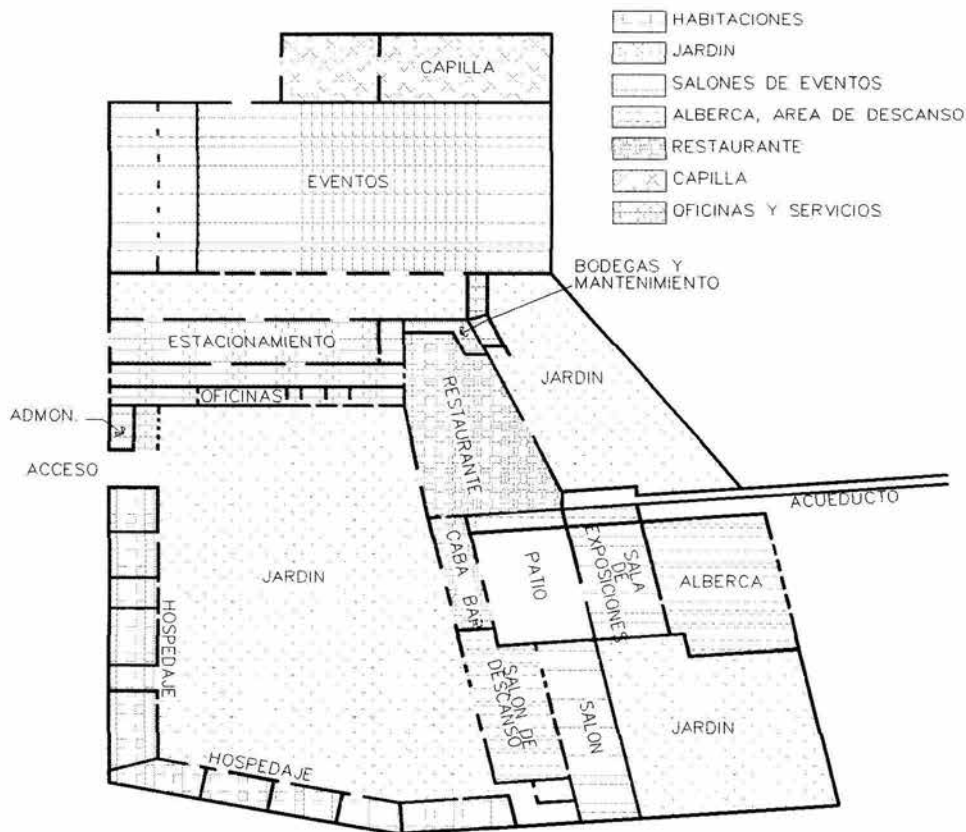 HABITACIONES
JARDIN
SALONES DE EVENTOS
ALBERCA, AREA DE DESCANSO
RESTAURANTE
CAPILLA
OFICINAS Y SERVICIOS
CAPILLA
EVENTOS
BODEGAS Y
MANTENIMIENTO
ESTACIONAMIENTO
JARDIN
OFICINAS
RESTAURANTE
ADMON.
ACCESO
ACUEDUCTO
JARDIN
CABA
BAR
PATIO
SALA
DE
EXPOSICIONES
ALBERCA
HOSPEDAJE
SALON DE
DESCANSO
SALON
JARDIN
HOSPEDAJE